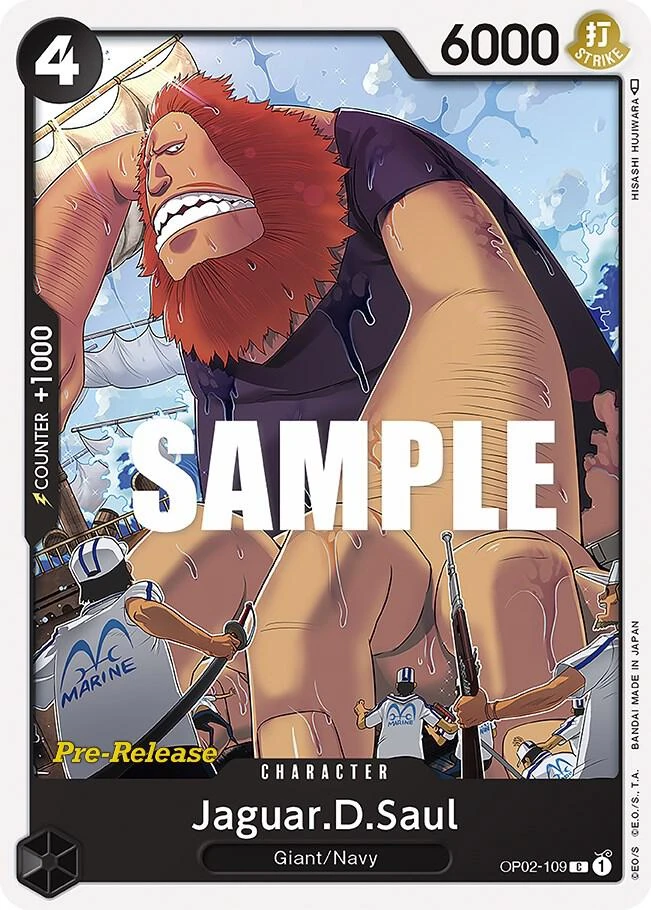 4
6000
打
STRIKE
HISASHI HUJIWARA
COUNTER +1000
SAMPLE
MARINE
MARINE
Pre-Release
CHARACTER
Jaguar.D.Saul
Giant/Navy
OP02-109 C 1
©E.O./S ©E.O./S., T.A. BANDAI MADE IN JAPAN